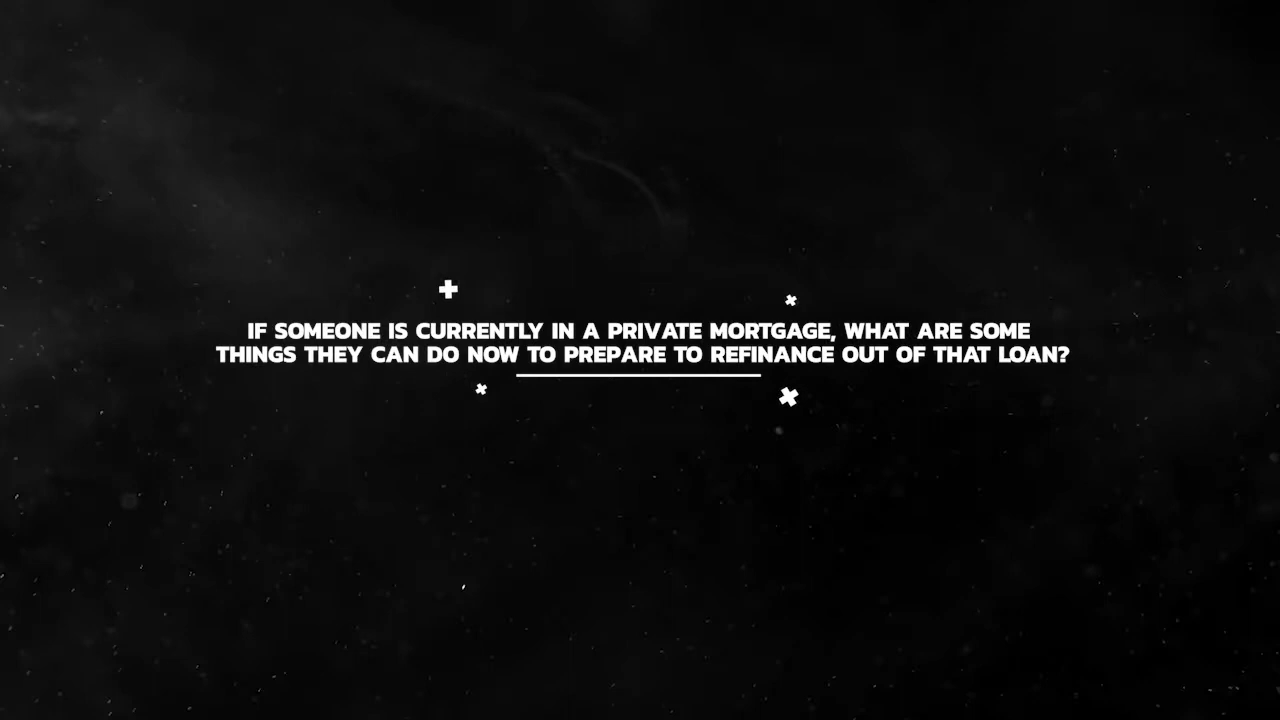 IF SOMEONE IS CURRENTLY IN A PRIVATE MORTGAGE, WHAT ARE SOME
THINGS THEY CAN DO NOW TO PREPARE TO REFINANCE OUT OF THAT LOAN?